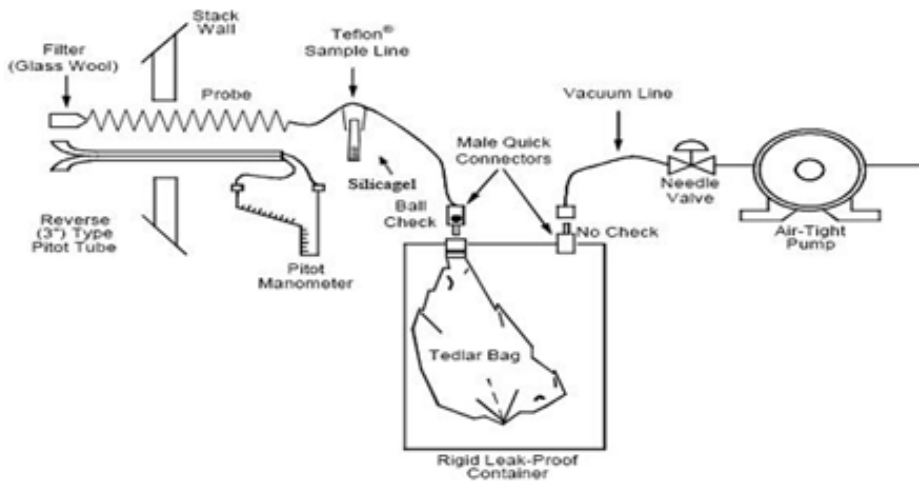 Stack
Wall
Filter
(Glass Wool)
Probe
Teflon®
Sample Line
Vacuum Line
Male Quick
Connectors
Silicagel
Ball
Check
Needle
Valve
No Check
Air-Tight
Pump
Reverse
(3") Type
Pitot Tube
Pitot
Manometer
Tedlar Bag
Rigid Leak-Proof
Container